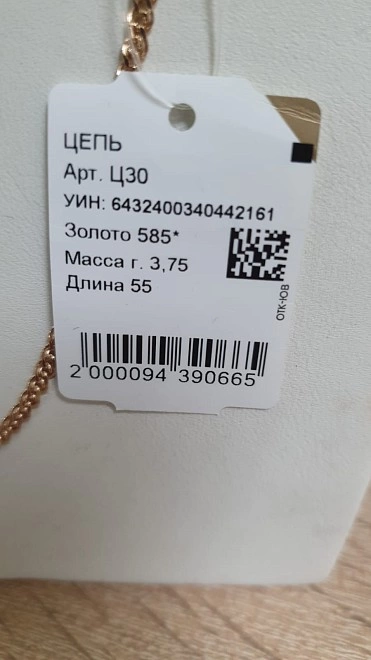 ЦЕПЬ
Арт. Ц30
УИН: 6432400340442161
Золото 585*
Масса г. 3,75
Длина 55
ОТК-ЮВ
2 000094 390665